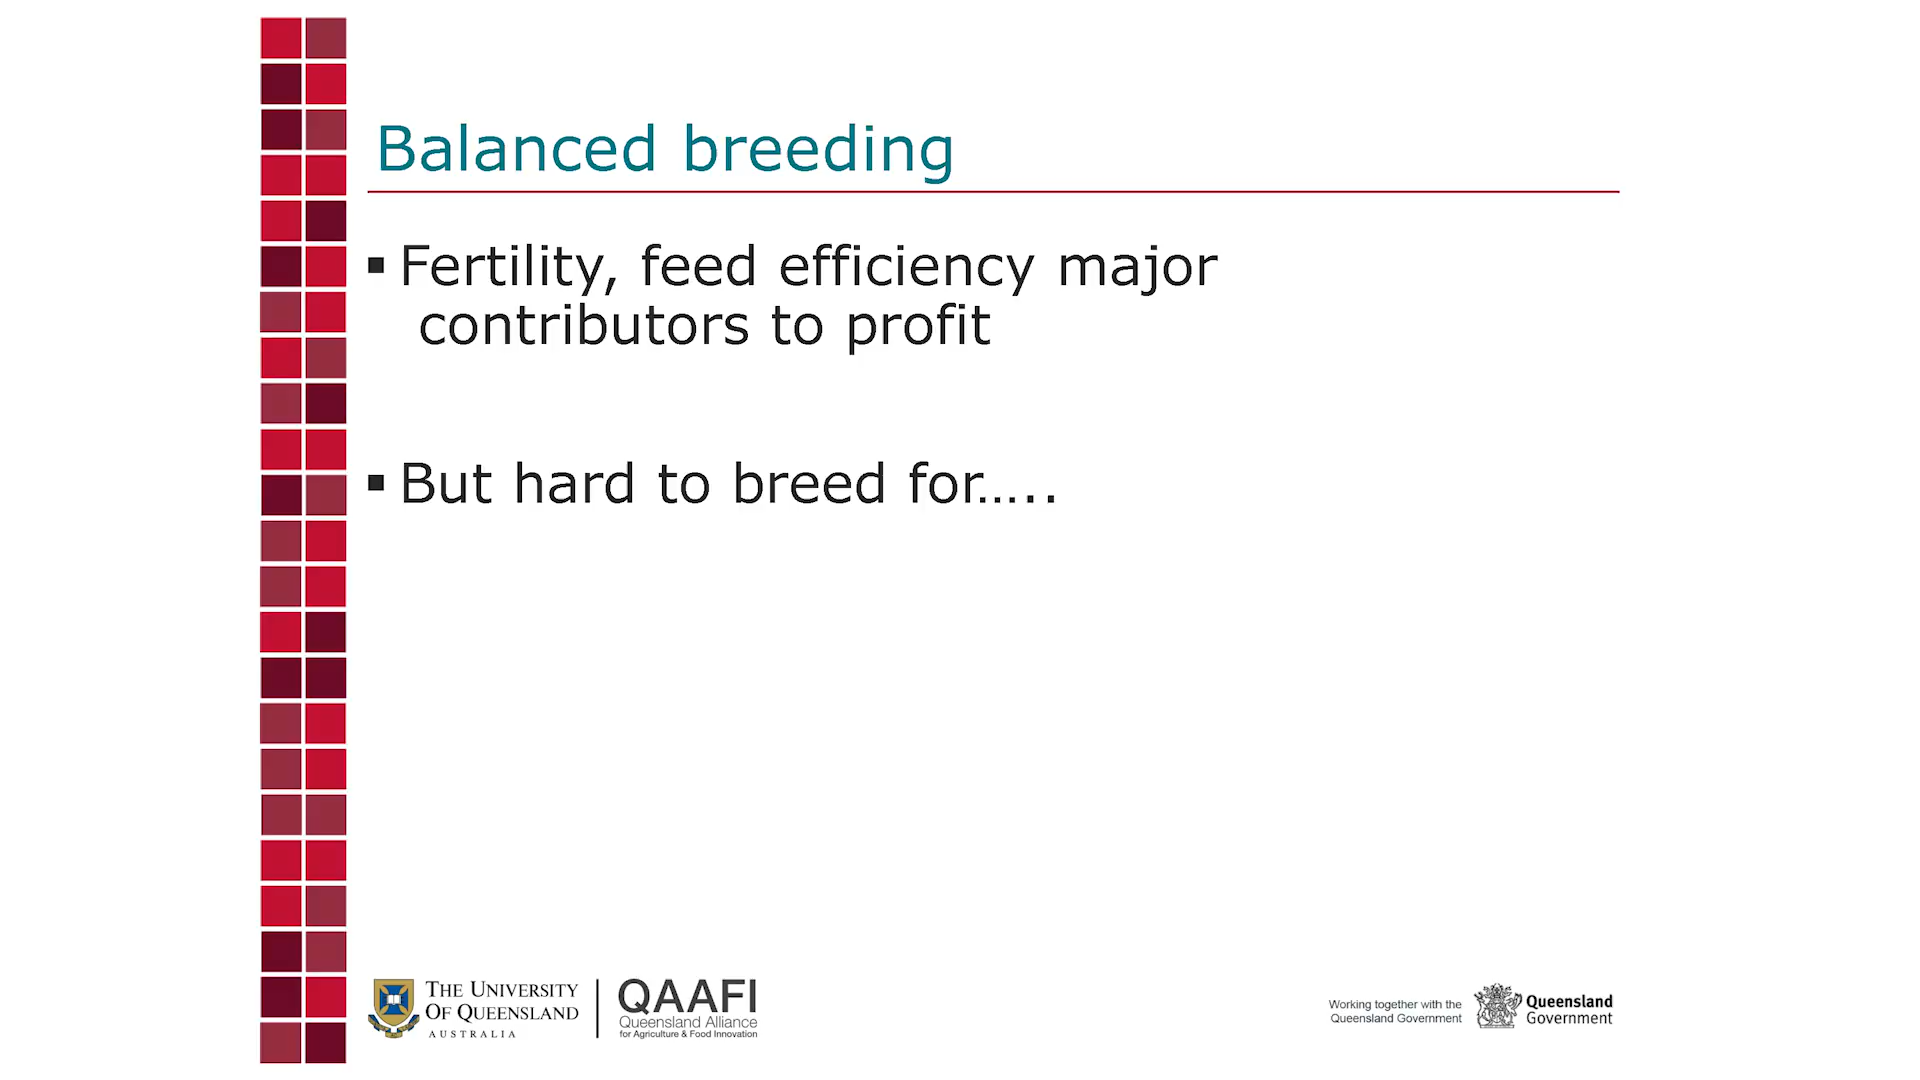 Balanced breeding
▪ Fertility, feed efficiency major
contributors to profit
▪ But hard to breed for…..
THE UNIVERSITY
OF QUEENSLAND
AUSTRALIA
QAAFI
Queensland Alliance
for Agriculture & Food Innovation
Working together with the
Queensland Government
Queensland
Government